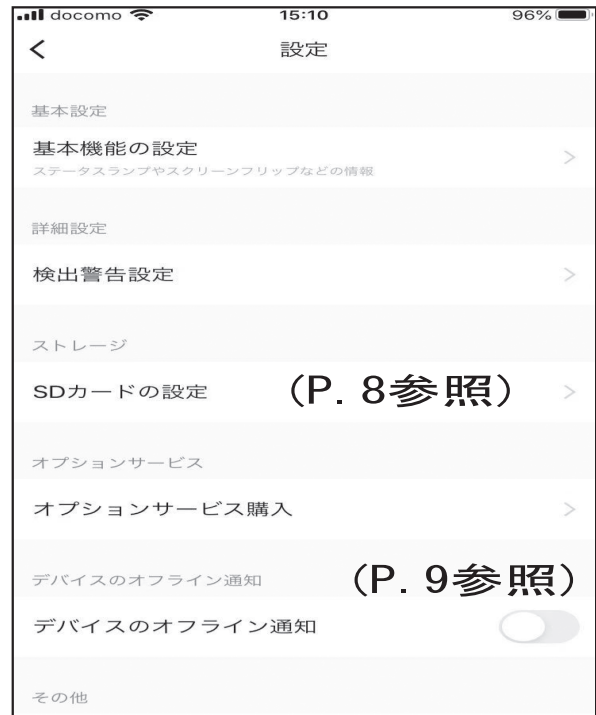 docomo 15:10 96%
設定
基本設定
基本機能の設定
ステータスランプやスクリーンフリップなどの情報
詳細設定
検出警告設定
ストレージ
SDカードの設定 (P. 8参照)
オプションサービス
オプションサービス購入
デバイスのオフライン通知 (P. 9参照)
デバイスのオフライン通知
その他